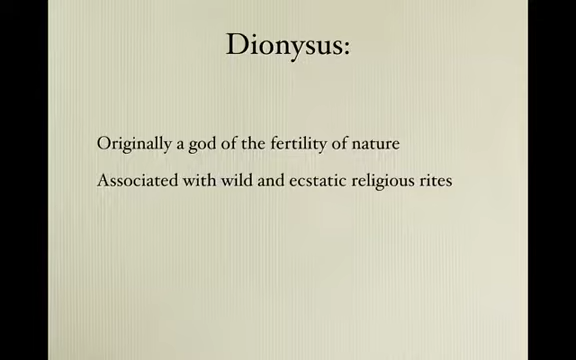 Dionysus:
Originally a god of the fertility of nature
Associated with wild and ecstatic religious rites